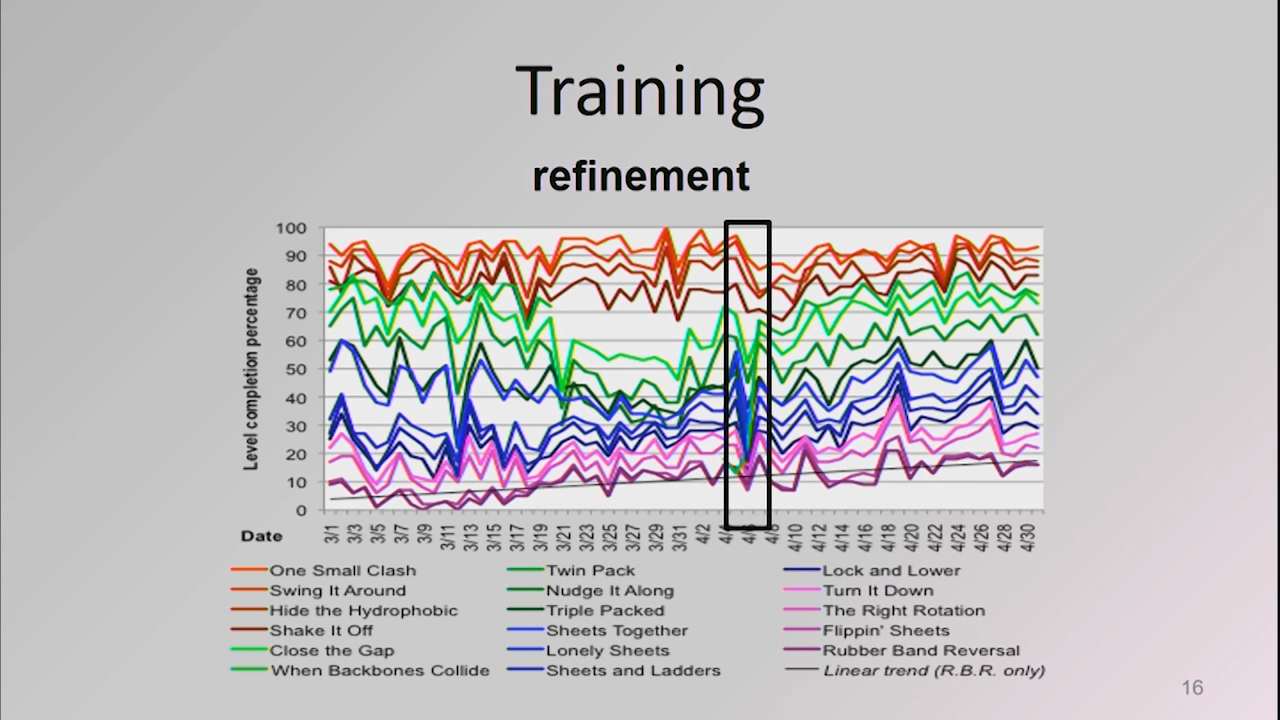 Training
refinement
100
90
80
70
60
50
40
30
20
10
0
Level completion percentage
3/1 3/3 3/5 3/7 3/9 3/11 3/13 3/15 3/17 3/19 3/21 3/23 3/25 3/27 3/29 3/31 4/2 4/4 4/6 4/8 4/10 4/12 4/14 4/16 4/18 4/20 4/22 4/24 4/26 4/28 4/30
Date
One Small Clash Twin Pack Lock and Lower
Swing It Around Nudge It Along Turn It Down
Hide the Hydrophobic Triple Packed The Right Rotation
Shake It Off Sheets Together Flippin' Sheets
Close the Gap Lonely Sheets Rubber Band Reversal
When Backbones Collide Sheets and Ladders Linear trend (R.B.R. only)
16